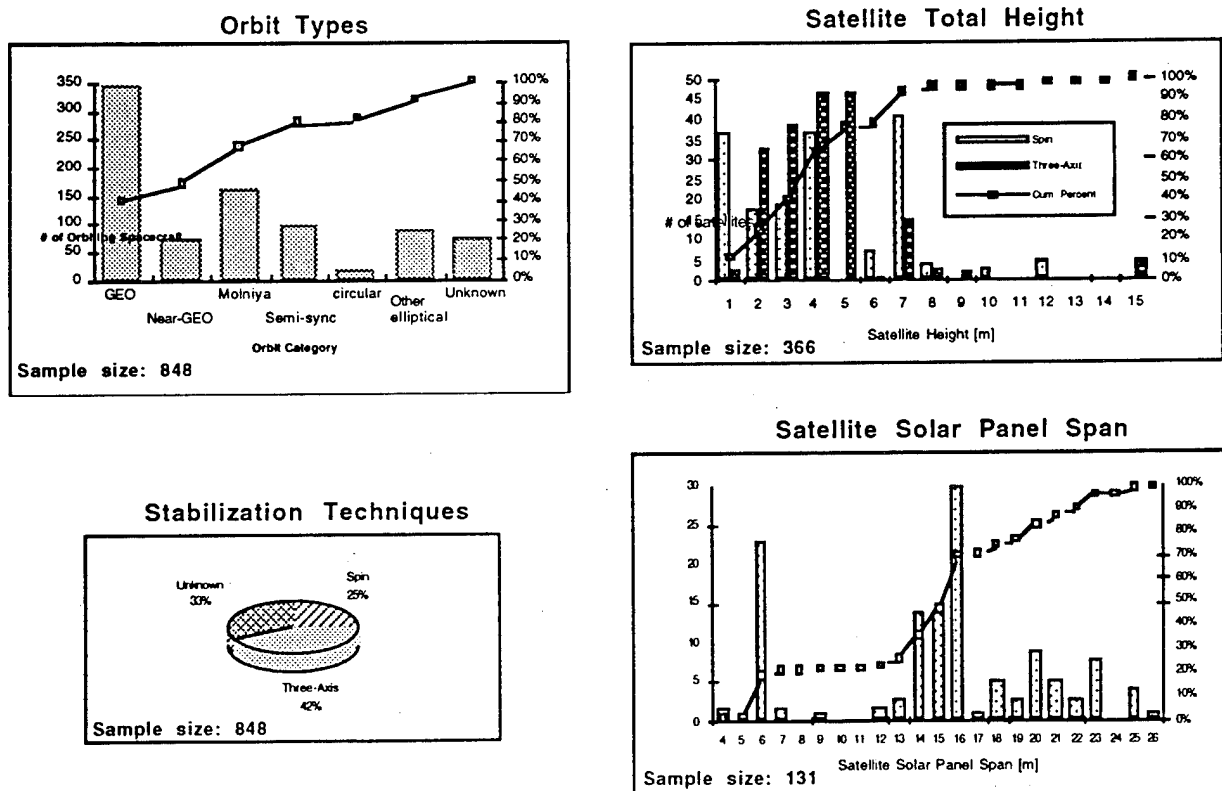 Orbit Types
350
300
250
200
150
100
50
0
100%
90%
80%
70%
60%
50%
40%
30%
20%
10%
0%
# of Orbiting Spacecraft
GEO Molniya circular Other elliptical Unknown
Near-GEO Semi-sync
Orbit Category
Sample size: 848
Satellite Total Height
50
45
40
35
30
25
20
15
10
5
0
100%
90%
80%
70%
60%
50%
40%
30%
20%
10%
0%
# of Satellites
Spin
Three-Axis
Cum Percent
1 2 3 4 5 6 7 8 9 10 11 12 13 14 15
Satellite Height [m]
Sample size: 366
Stabilization Techniques
Unknown
33%
Spin
25%
Three-Axis
42%
Sample size: 848
Satellite Solar Panel Span
30
25
20
15
10
5
0
100%
90%
80%
70%
60%
50%
40%
30%
20%
10%
0%
4 5 6 7 8 9 10 11 12 13 14 15 16 17 18 19 20 21 22 23 24 25 26
Satellite Solar Panel Span [m]
Sample size: 131